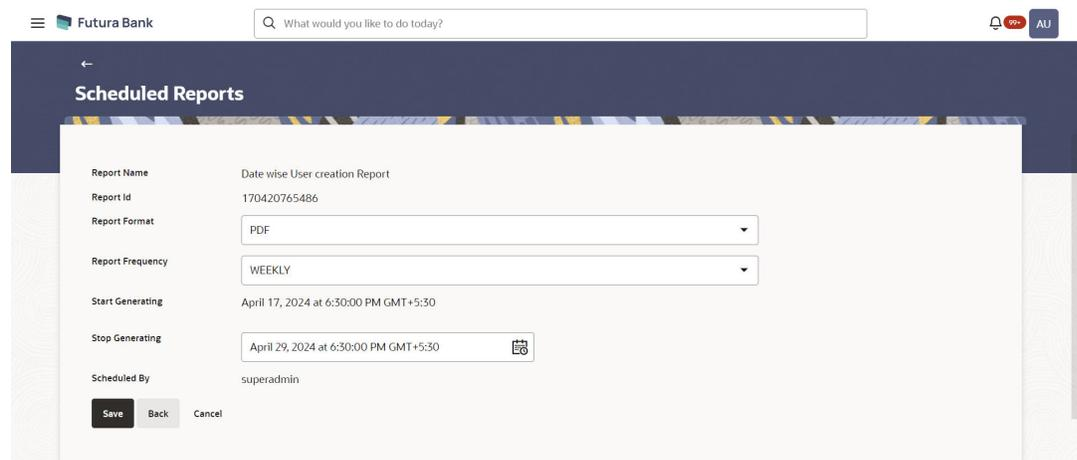 Futura Bank
What would you like to do today?
99+
AU
Scheduled Reports
Report Name Date wise User creation Report
Report Id 170420765486
Report Format PDF
Report Frequency WEEKLY
Start Generating April 17, 2024 at 6:30:00 PM GMT+5:30
Stop Generating April 29, 2024 at 6:30:00 PM GMT+5:30
Scheduled By superadmin
Save Back Cancel